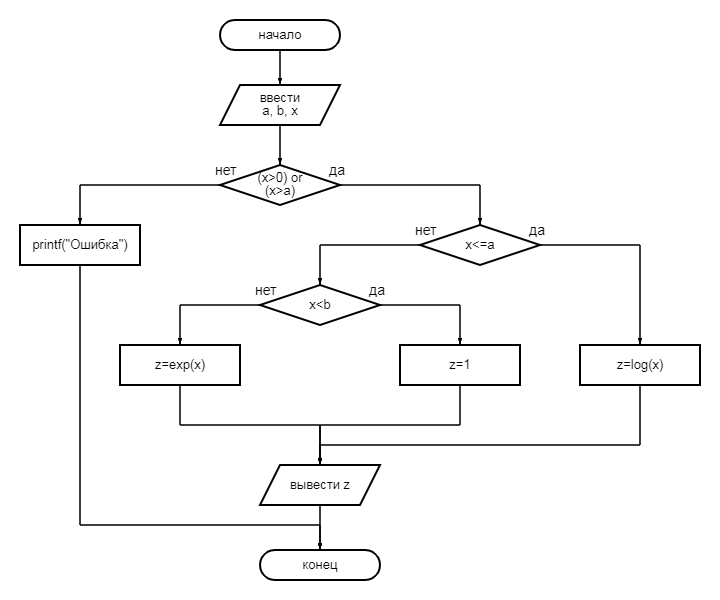 начало
ввести
a, b, x
нет
да
(x>0) or
(x>a)
printf("Ошибка")
нет
да
x<=a
нет
да
x<b
z=exp(x)
z=1
z=log(x)
вывести z
конец